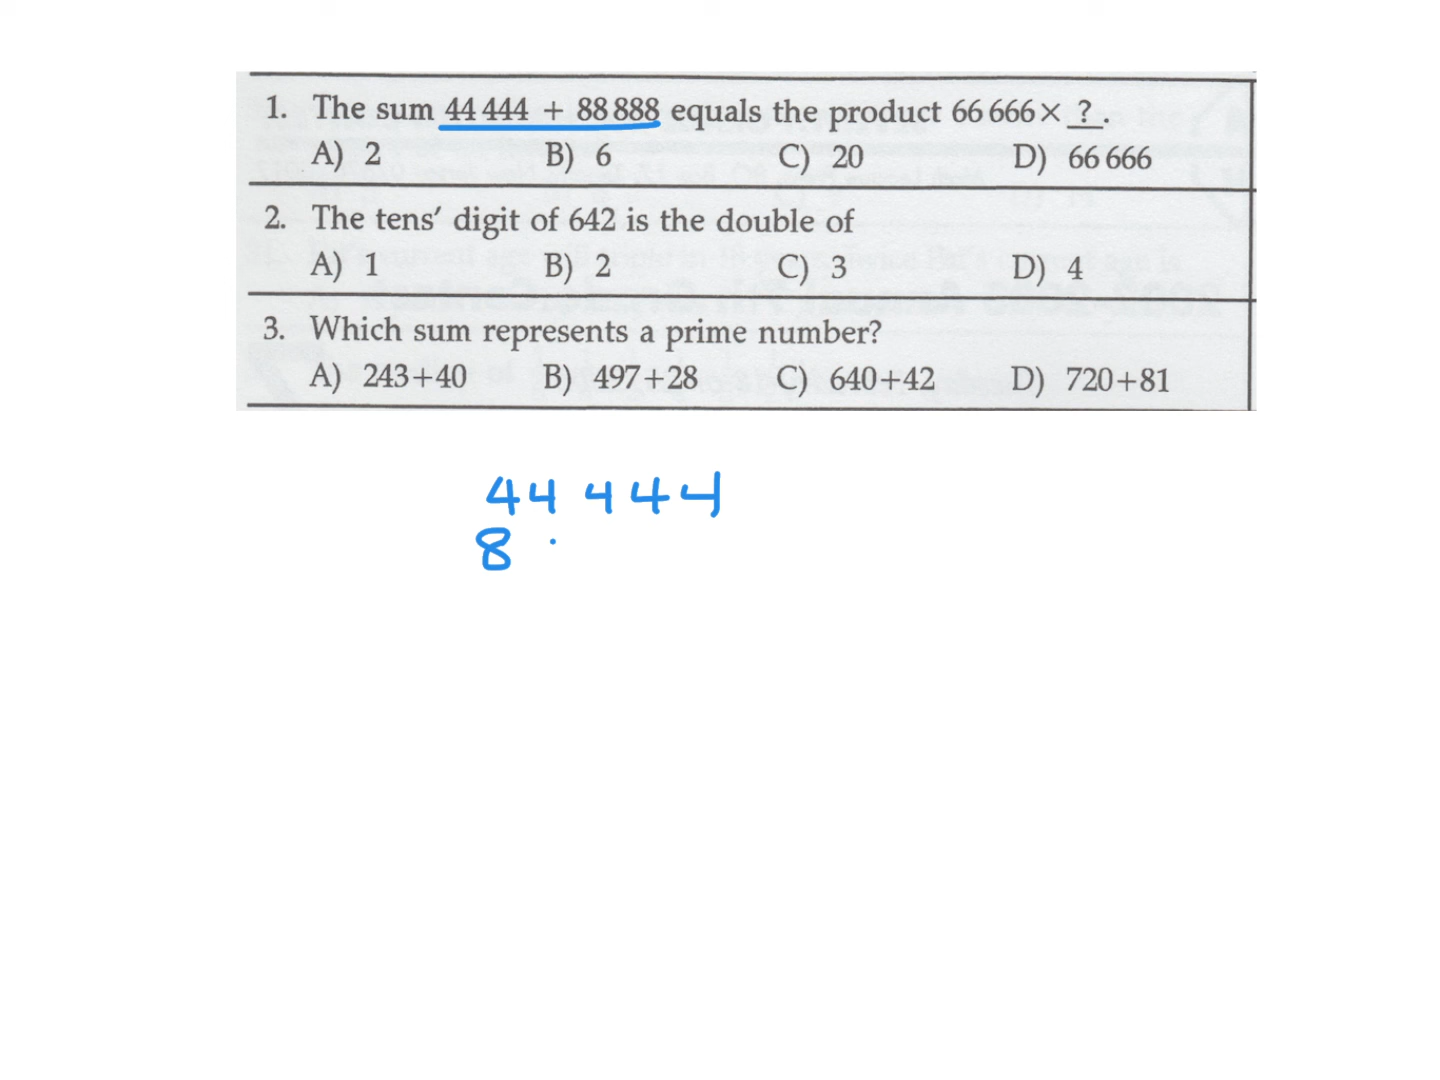 1. The sum 44 444 + 88 888 equals the product 66 666 × ? .
A) 2 B) 6 C) 20 D) 66 666
2. The tens' digit of 642 is the double of
A) 1 B) 2 C) 3 D) 4
3. Which sum represents a prime number?
A) 243+40 B) 497+28 C) 640+42 D) 720+81
44 444
8